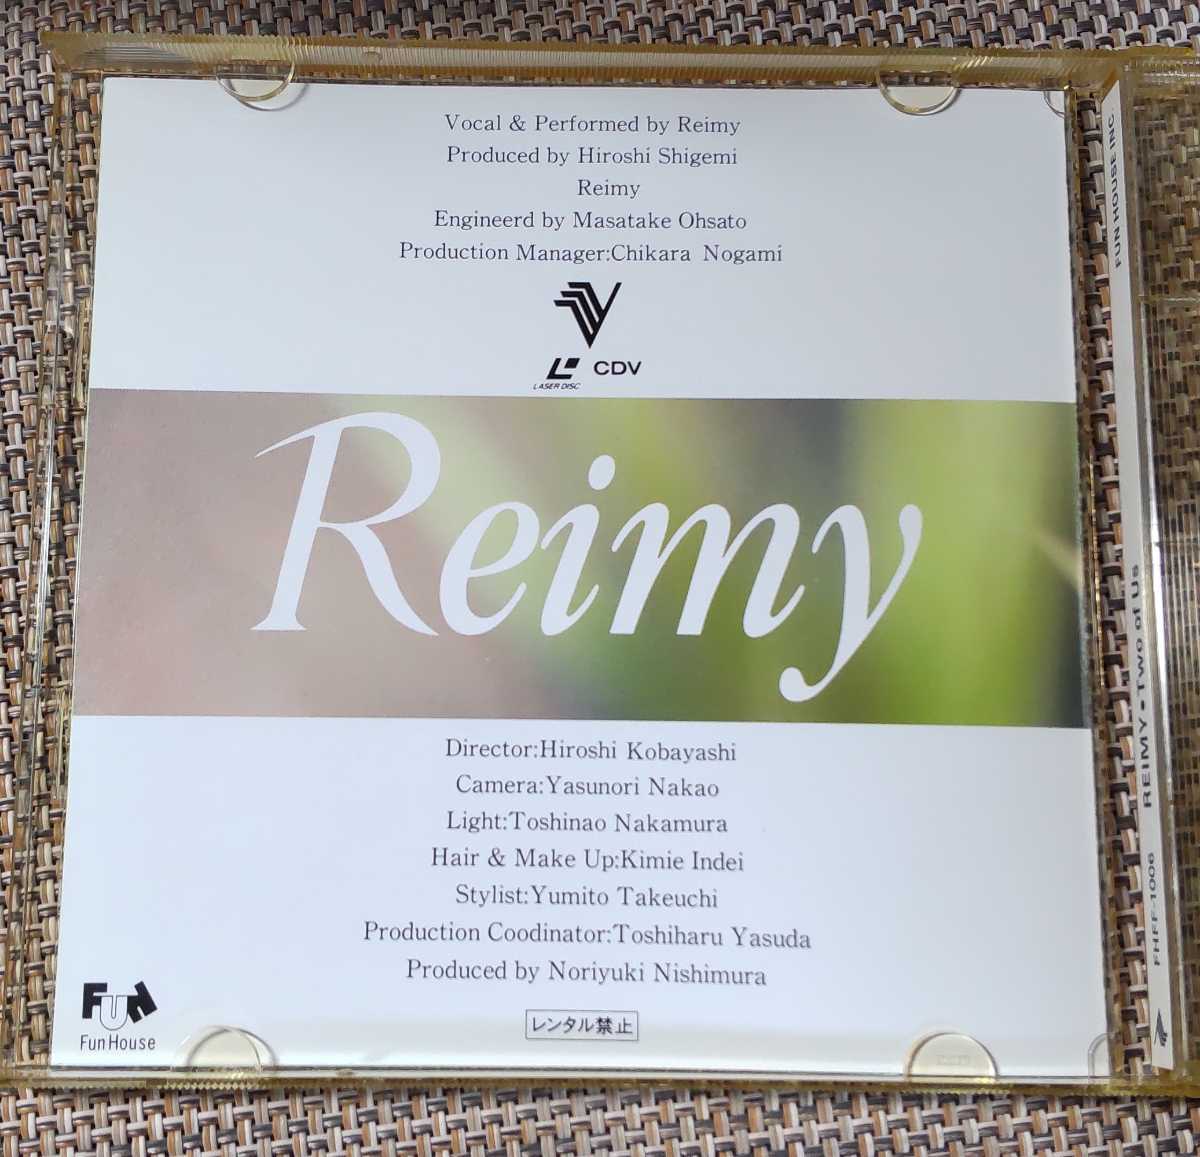 Vocal & Performed by Reimy
Produced by Hiroshi Shigemi
Reimy
Engineerd by Masatake Ohsato
Production Manager:Chikara Nogami
LASER DISC
CDV
Reimy
Director:Hiroshi Kobayashi
Camera:Yasunori Nakao
Light:Toshinao Nakamura
Hair & Make Up:Kimie Indei
Stylist:Yumito Takeuchi
Production Coodinator:Toshiharu Yasuda
Produced by Noriyuki Nishimura
レンタル禁止
FUN
Fun House
FHFF-1006
REIMY • Two of Us
FUN HOUSE INC.